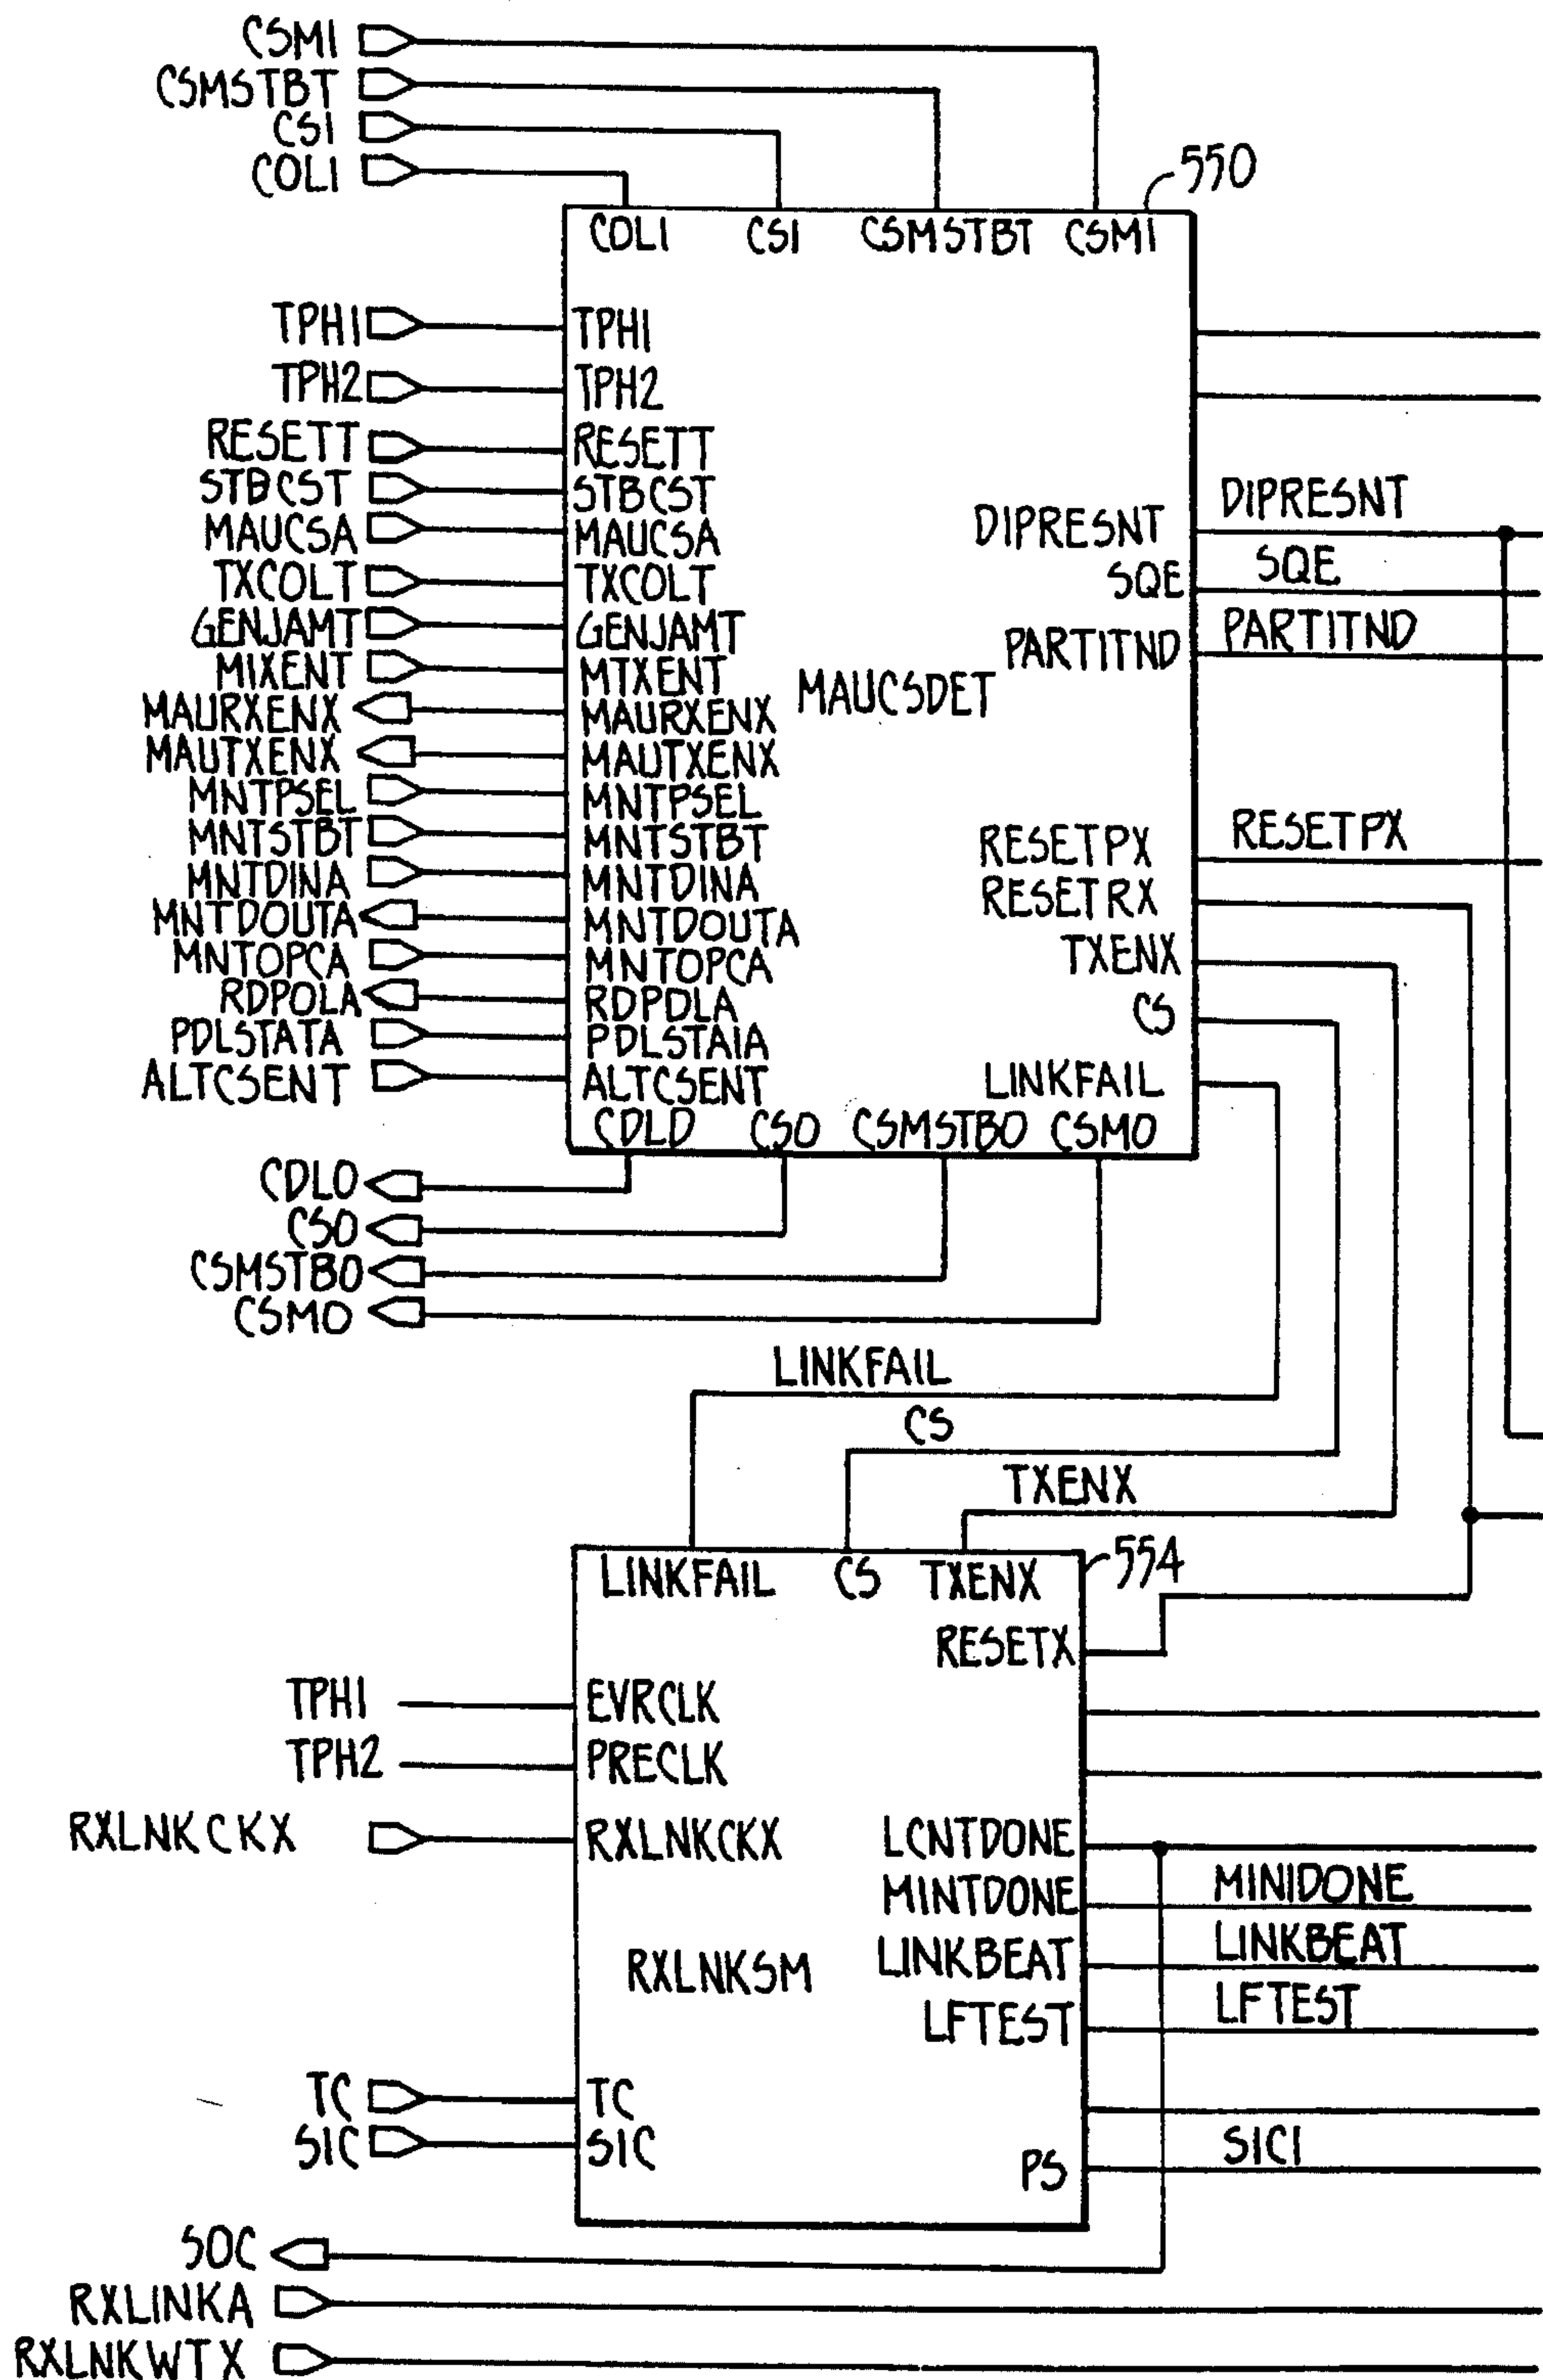 CSMI
CSMSTBT
CSI
COLI
550
COLI CSI CSMSTBT CSMI
TPH1 TPH1
TPH2 TPH2
RESETT RESETT
STBCST STBCST
DIPRESNT DIPRESNT
MAUCSA MAUCSA
TXCOLT TXCOLT
SQE SQE
GENJAMT GENJAMT
PARTITND PARTITND
MIXENT MTXENT
MAUCSDET
MAURXENX MAURXENX
MAUTXENX MAUTXENX
MNTPSEL MNTPSEL
MNTSTBT MNTSTBT
RESETPX RESETPX
MNTDINA MNTDINA
RESETRX
MNTDOUTA MNTDOUTA
MNTOPCA MNTOPCA
TXENX
RDPOLA RDPDLA
CS
PDLSTATA PDLSTAIA
ALTCSENT ALTCSENT
LINKFAIL
CDLD CSO CSMSTBO CSMO
CDLO
CSO
CSMSTBO
CSMO
LINKFAIL
CS
TXENX
554
LINKFAIL CS TXENX
RESETX
TPH1 EVRCLK
TPH2 PRECLK
RXLNKCKX RXLNKCKX
LCNTDONE
MINTDONE MINIDONE
LINKBEAT LINKBEAT
RXLNKSM
LFTEST LFTEST
TC TC
SIC SIC
PS SICI
SOC
RXLINKA
RXLNKWTX